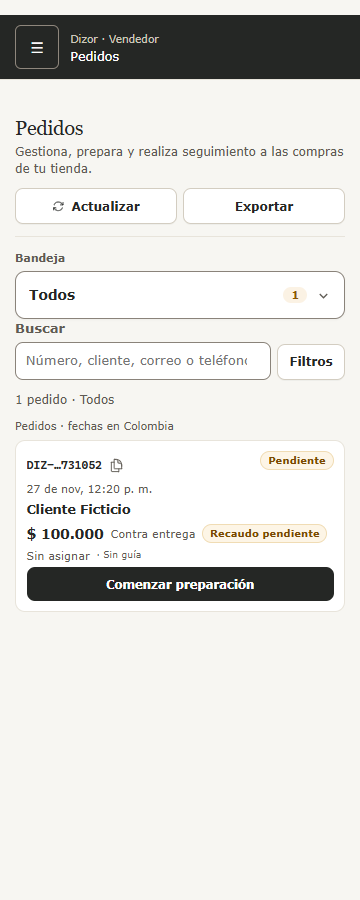 ☰
Dizor · Vendedor
Pedidos
Pedidos
Gestiona, prepara y realiza seguimiento a las compras
de tu tienda.
Actualizar
Exportar
Bandeja
Todos 1
Buscar
Número, cliente, correo o teléfono
Filtros
1 pedido · Todos
Pedidos · fechas en Colombia
DIZ-…731052
Pendiente
27 de nov, 12:20 p. m.
Cliente Ficticio
$ 100.000 Contra entrega Recaudo pendiente
Sin asignar · Sin guía
Comenzar preparación